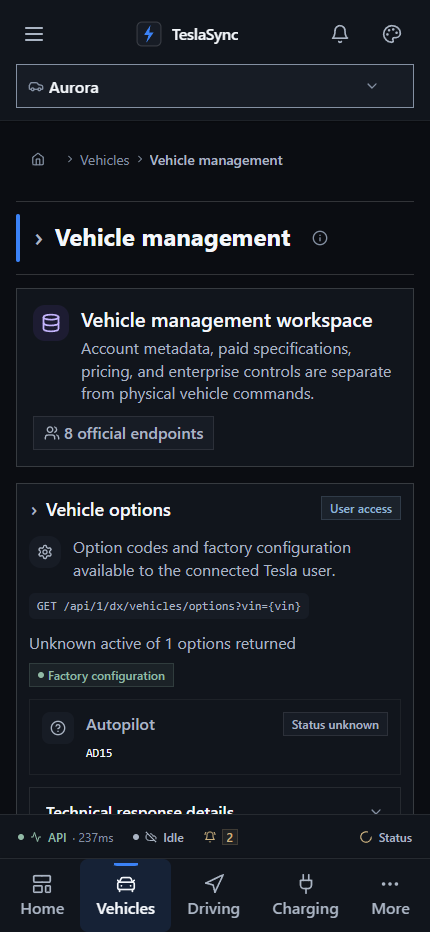 TeslaSync
Aurora
Vehicles
Vehicle management
Vehicle management
Vehicle management workspace
Account metadata, paid specifications,
pricing, and enterprise controls are separate
from physical vehicle commands.
8 official endpoints
Vehicle options
User access
Option codes and factory configuration
available to the connected Tesla user.
GET /api/1/dx/vehicles/options?vin={vin}
Unknown active of 1 options returned
Factory configuration
Autopilot
Status unknown
AD15
Technical response details
API · 237ms
Idle
2
Status
Home
Vehicles
Driving
Charging
More